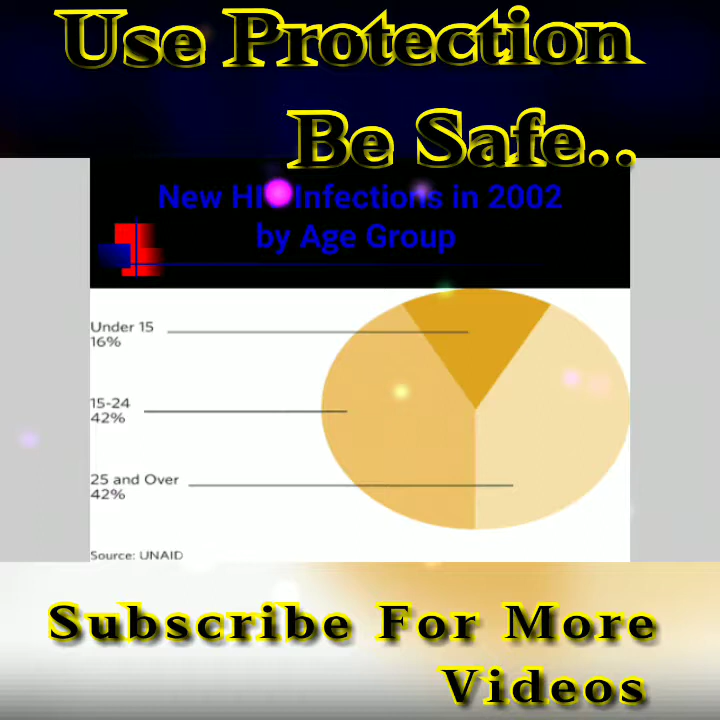 Use Protection
Be Safe..
New HIV Infections in 2002
by Age Group
Under 15
16%
15-24
42%
25 and Over
42%
Source: UNAID
Subscribe For More
Videos